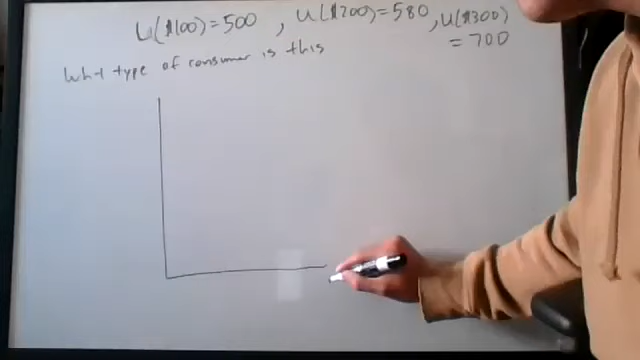 U($100)=500 , U($200)=580 , U($300) = 700
What type of consumer is this